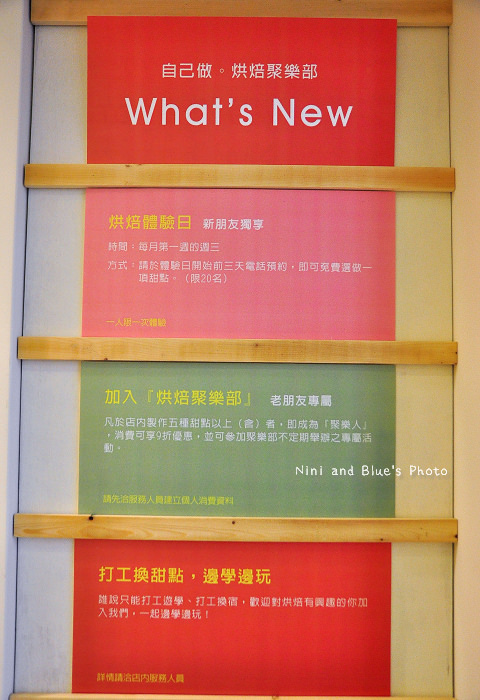 自己做。烘焙聚樂部
What's New
烘焙體驗日 新朋友獨享
時間：每月第一週的週三
方式：請於體驗日開始前三天電話預約，即可免費選做一
項甜點。（限20名）
一人限一次體驗
加入『烘焙聚樂部』 老朋友專屬
凡於店內製作五種甜點以上（含）者，即成為「聚樂人」
，消費可享9折優惠，並可參加聚樂部不定期舉辦之專屬活
動。
Nini and Blue's Photo
請先洽服務人員建立個人消費資料
打工換甜點，邊學邊玩
誰說只能打工遊學、打工換宿，歡迎對烘焙有興趣的你加
入我們，一起邊學邊玩！
詳情請洽店內服務人員